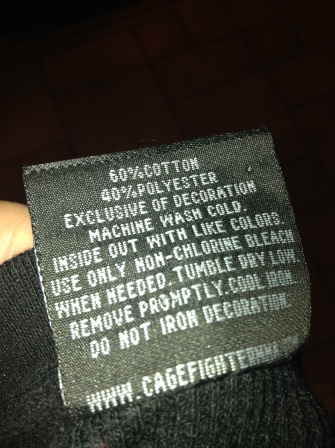 60% COTTON
40% POLYESTER
EXCLUSIVE OF DECORATION
MACHINE WASH COLD.
INSIDE OUT WITH LIKE COLORS.
USE ONLY NON-CHLORINE BLEACH
WHEN NEEDED. TUMBLE DRY LOW.
REMOVE PROMPTLY. COOL IRON
DO NOT IRON DECORATION